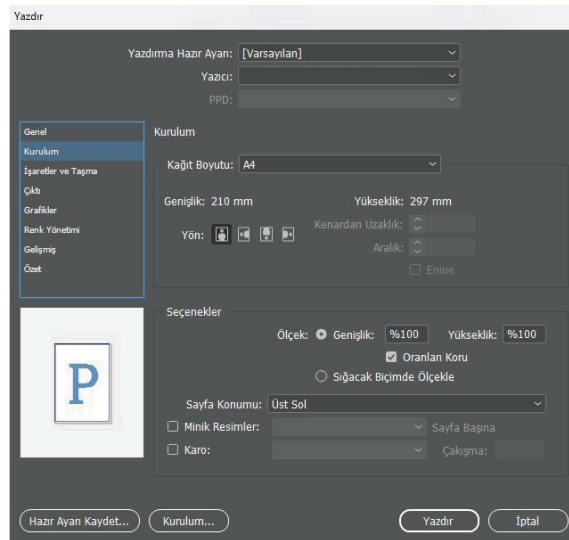 Yazdır
Yazdırma Hazır Ayarı: [Varsayılan]
Yazıcı:
PPD:
Genel
Kurulum
İşaretler ve Taşma
Çıktı
Grafikler
Renk Yönetimi
Gelişmiş
Özet
Kurulum
Kağıt Boyutu: A4
Genişlik: 210 mm Yükseklik: 297 mm
Yön: Kenardan Uzaklık:
Aralık:
Enine
P
Seçenekler
Ölçek: Genişlik: %100 Yükseklik: %100
Oranları Koru
Sığacak Biçimde Ölçekle
Sayfa Konumu: Üst Sol
Minik Resimler: Sayfa Başına
Karo: Çakışma:
Hazır Ayarı Kaydet... Kurulum... Yazdır İptal